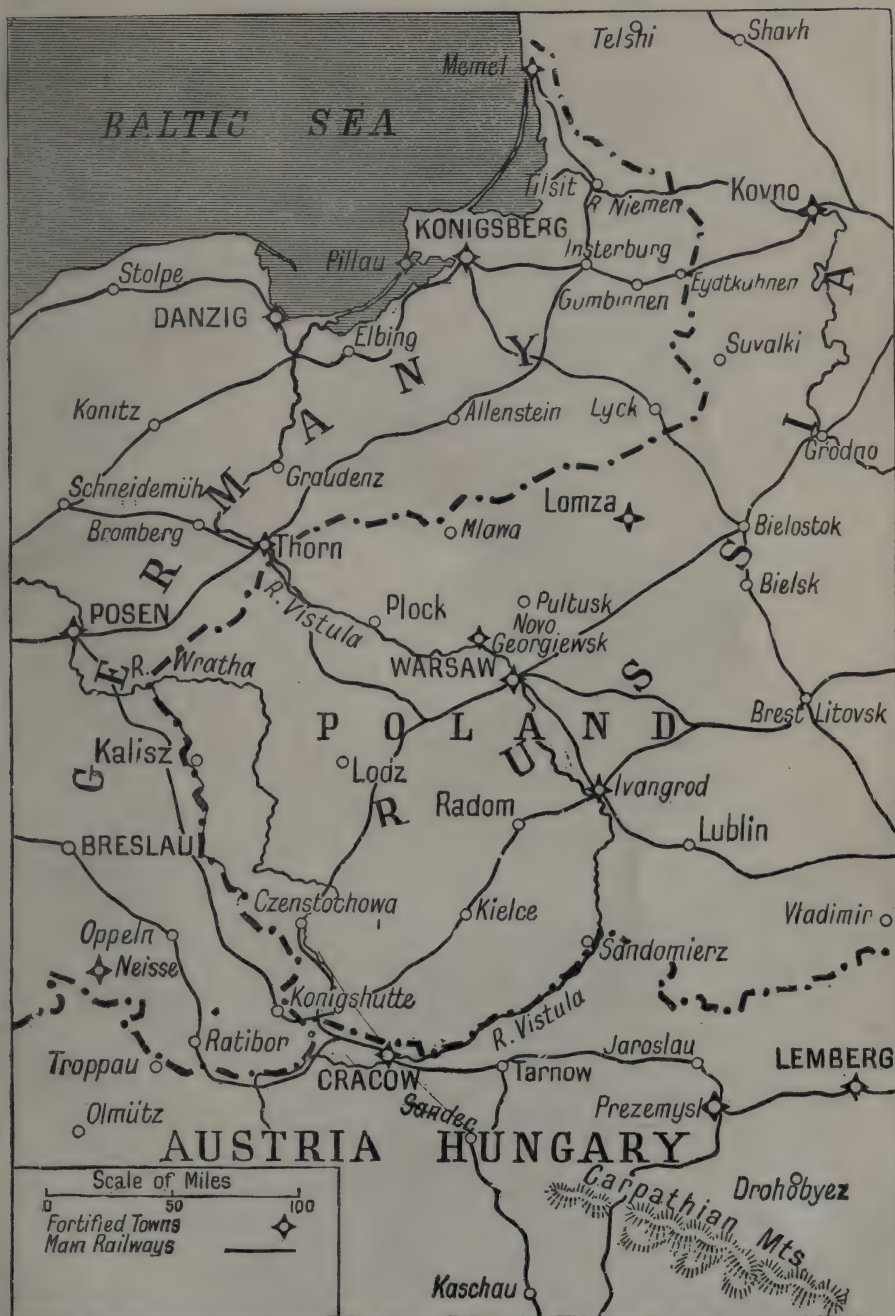 Telshi
Shavh
Memel
BALTIC SEA
Tilsit
R. Niemen
Kovno
KONIGSBERG
Pillau
Insterburg
Gumbinnen
Eydtkuhnen
Stolpe
DANZIG
Elbing
Suvalki
Konitz
Allenstein
Lyck
Grodno
Graudenz
Schneidemüh
Bromberg
Thorn
Mlawa
Lomza
Bielostok
Bielsk
POSEN
R. Vistula
Plock
Pultusk
Novo
Georgiewsk
R. Wratha
WARSAW
POLAND
Brest Litovsk
Kalisz
Lodz
Ivangrod
Radom
Lublin
BRESLAU
GERMANY
RUSSIA
Czenstochowa
Kielce
Vladimir
Oppeln
Neisse
Sandomierz
Konigshutte
R. Vistula
Ratibor
Troppau
CRACOW
Tarnow
Jaroslau
LEMBERG
Prezemysl
Sandec
Olmütz
AUSTRIA HUNGARY
Scale of Miles
0 50 100
Fortified Towns
Main Railways
Carpathian Mts.
Drohobyez
Kaschau